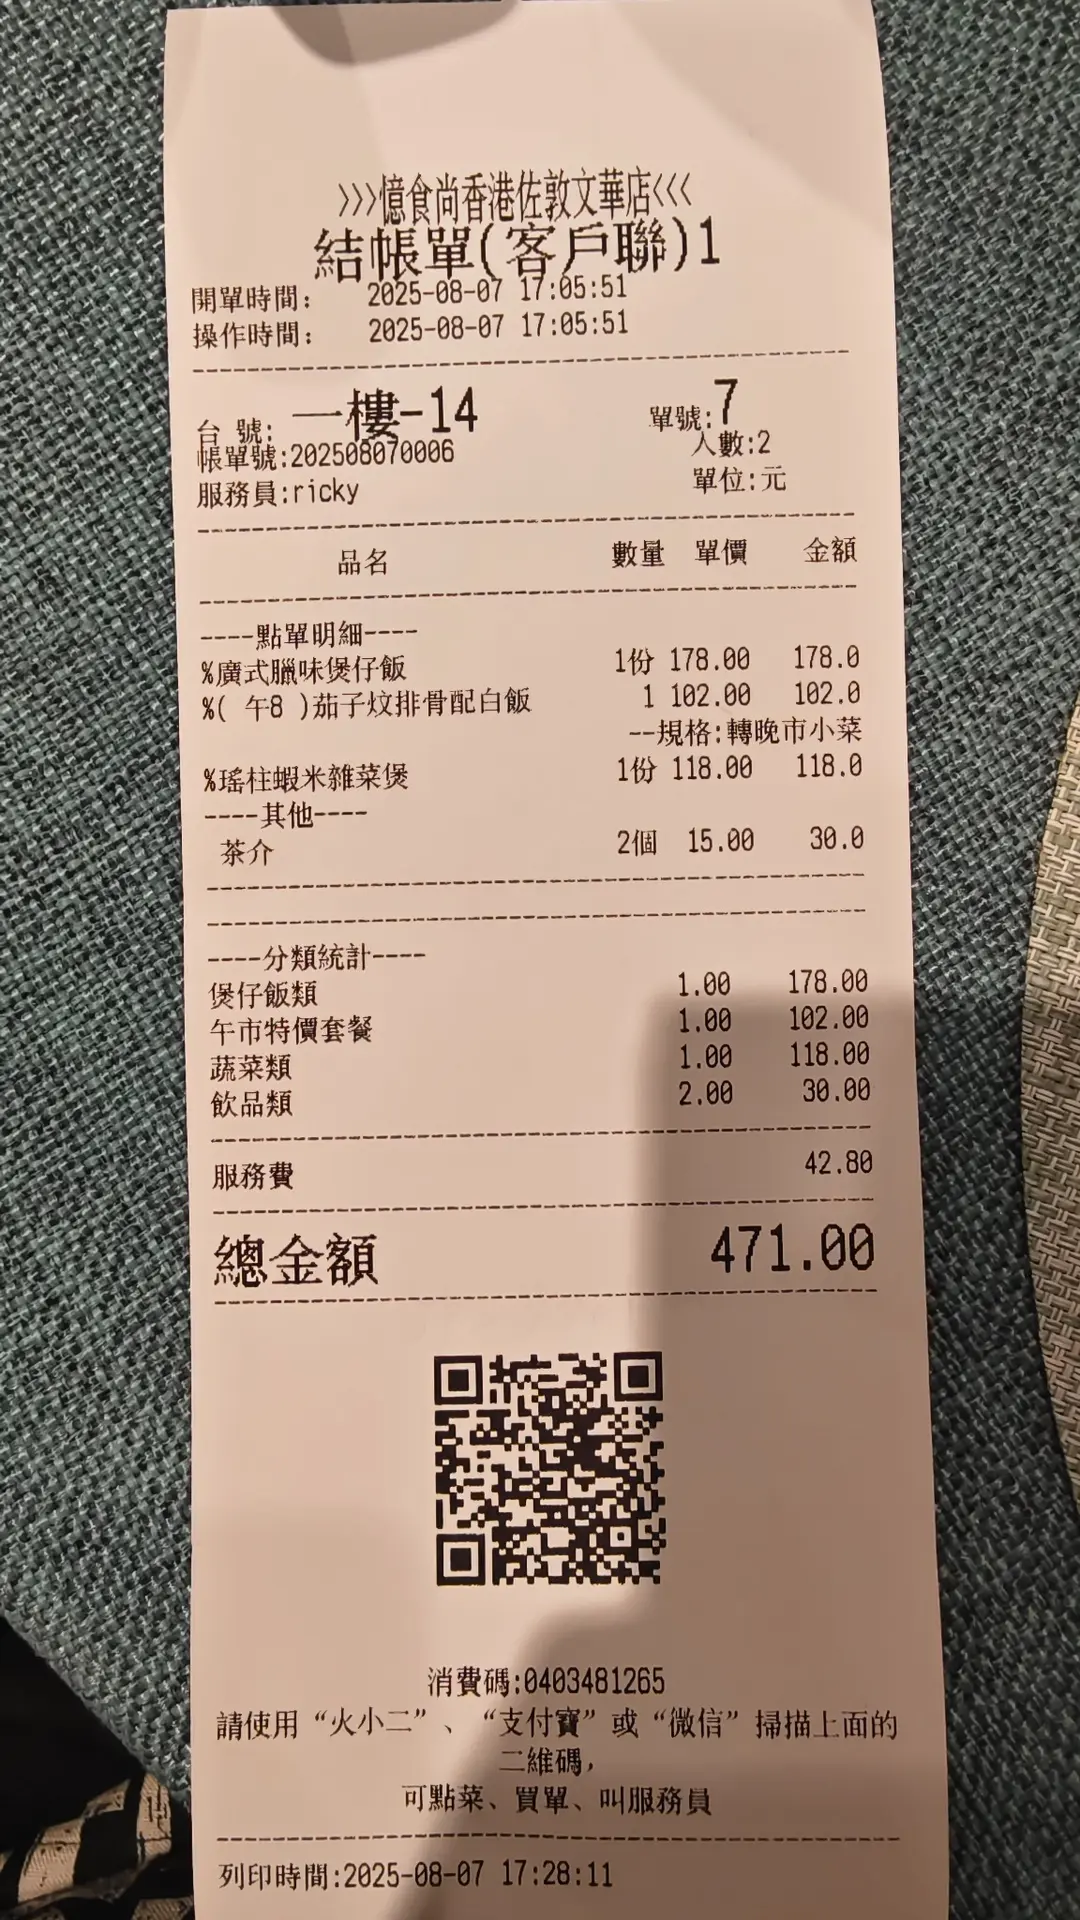 >>>憶食尚香港佐敦文華店<<<
結帳單(客戶聯)1
開單時間: 2025-08-07 17:05:51
操作時間: 2025-08-07 17:05:51
台 號: 一樓-14 單號:7
帳單號:202508070006 人數:2
服務員:ricky 單位:元
品名 數量 單價 金額
----點單明細----
%廣式臘味煲仔飯 1份 178.00 178.0
%( 午8 )茄子炆排骨配白飯 1 102.00 102.0
--規格:轉晚市小菜
%瑤柱蝦米雜菜煲 1份 118.00 118.0
----其他----
茶介 2個 15.00 30.0
----分類統計----
煲仔飯類 1.00 178.00
午市特價套餐 1.00 102.00
蔬菜類 1.00 118.00
飲品類 2.00 30.00
服務費 42.80
總金額 471.00
消費碼:0403481265
請使用“火小二”、“支付寶”或“微信”掃描上面的
二維碼,
可點菜、買單、叫服務員
列印時間:2025-08-07 17:28:11